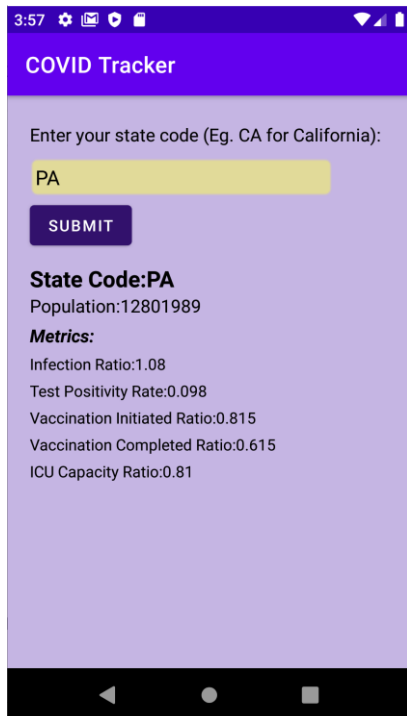 3:57
COVID Tracker
Enter your state code (Eg. CA for California):
PA
SUBMIT
State Code:PA
Population:12801989
Metrics:
Infection Ratio:1.08
Test Positivity Rate:0.098
Vaccination Initiated Ratio:0.815
Vaccination Completed Ratio:0.615
ICU Capacity Ratio:0.81